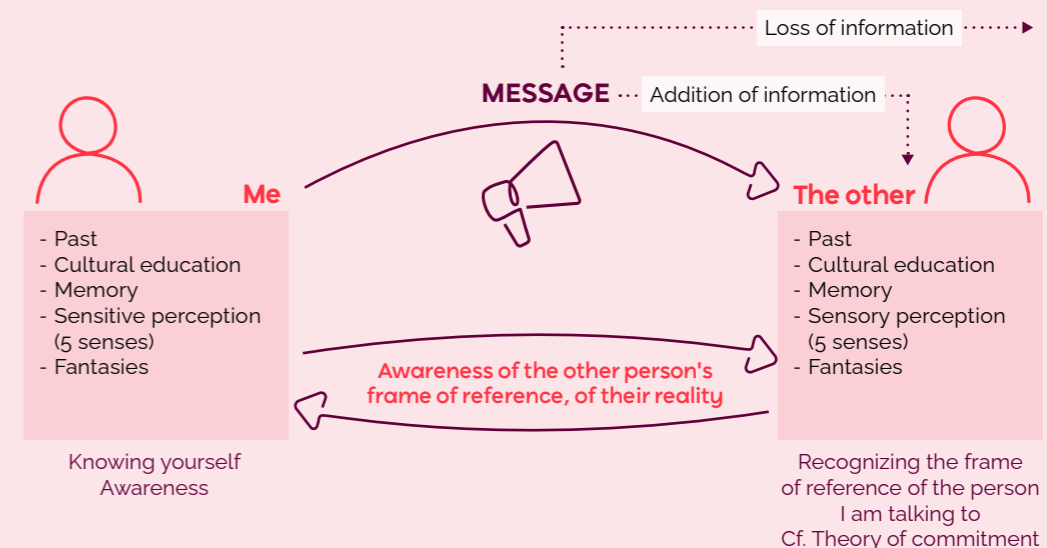 Loss of information
MESSAGE
Addition of information
Me
The other
- Past
- Cultural education
- Memory
- Sensitive perception
(5 senses)
- Fantasies
- Past
- Cultural education
- Memory
- Sensory perception
(5 senses)
- Fantasies
Awareness of the other person's
frame of reference, of their reality
Knowing yourself
Awareness
Recognizing the frame
of reference of the person
I am talking to
Cf. Theory of commitment